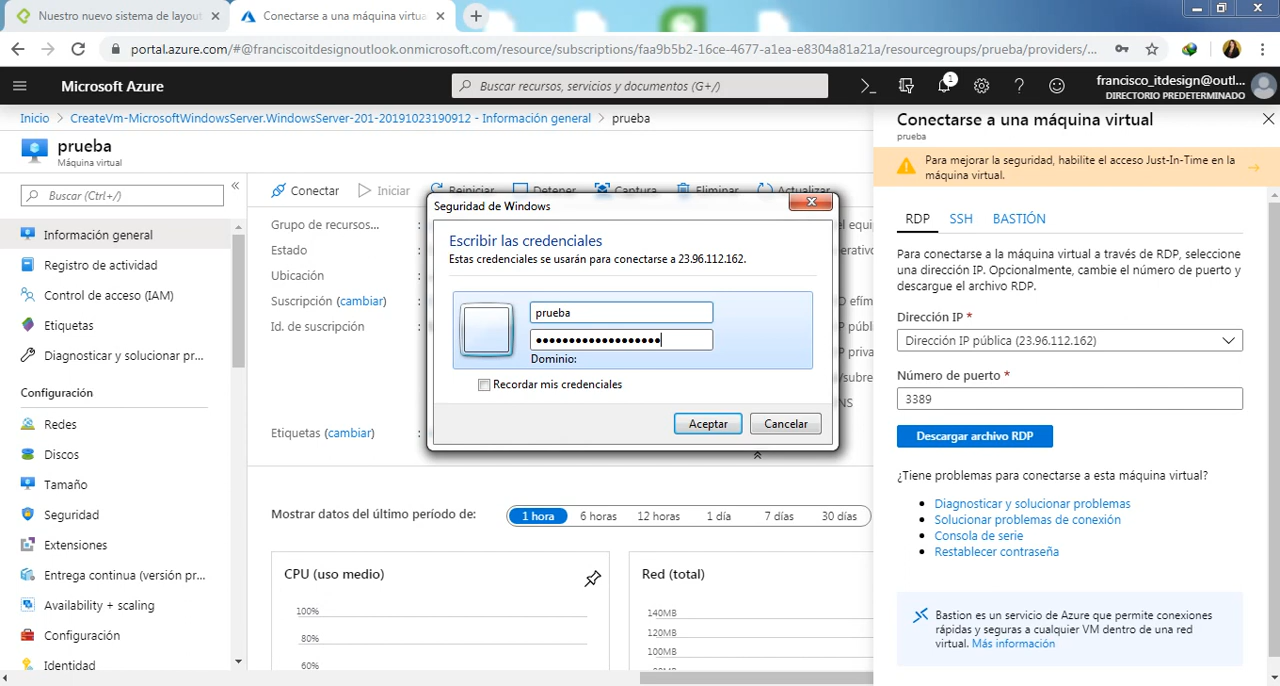 Nuestro nuevo sistema de layout
Conectarse a una máquina virtua
portal.azure.com/#@franciscoitdesignoutlook.onmicrosoft.com/resource/subscriptions/faa9b5b2-16ce-4677-a1ea-e8304a81a21a/resourcegroups/prueba/providers/...
Microsoft Azure
Buscar recursos, servicios y documentos (G+/)
1
francisco_itdesign@outl...
DIRECTORIO PREDETERMINADO
Inicio > CreateVm-MicrosoftWindowsServer.WindowsServer-201-20191023190912 - Información general > prueba
prueba
Máquina virtual
Buscar (Ctrl+/)
Información general
Registro de actividad
Control de acceso (IAM)
Etiquetas
Diagnosticar y solucionar pr...
Configuración
Redes
Discos
Tamaño
Seguridad
Extensiones
Entrega continua (versión pr...
Availability + scaling
Configuración
Identidad
Conectar
Iniciar
Reiniciar
Detener
Captura
Eliminar
Actualizar
Grupo de recursos... :
Estado :
Ubicación :
Suscripción (cambiar) :
Id. de suscripción :
Etiquetas (cambiar) :
Seguridad de Windows
Escribir las credenciales
Estas credenciales se usarán para conectarse a 23.96.112.162.
prueba
Dominio:
Recordar mis credenciales
Aceptar
Cancelar
Mostrar datos del último periodo de:
1 hora
6 horas
12 horas
1 día
7 días
30 días
CPU (uso medio)
100%
80%
60%
Red (total)
140MB
120MB
100MB
Conectarse a una máquina virtual
prueba
Para mejorar la seguridad, habilite el acceso Just-In-Time en la
máquina virtual.
RDP
SSH
BASTIÓN
Para conectarse a la máquina virtual a través de RDP, seleccione
una dirección IP. Opcionalmente, cambie el número de puerto y
descargue el archivo RDP.
Dirección IP *
Dirección IP pública (23.96.112.162)
Número de puerto *
3389
Descargar archivo RDP
¿Tiene problemas para conectarse a esta máquina virtual?
Diagnosticar y solucionar problemas
Solucionar problemas de conexión
Consola de serie
Restablecer contraseña
Bastion es un servicio de Azure que permite conexiones
rápidas y seguras a cualquier VM dentro de una red
virtual. Más información